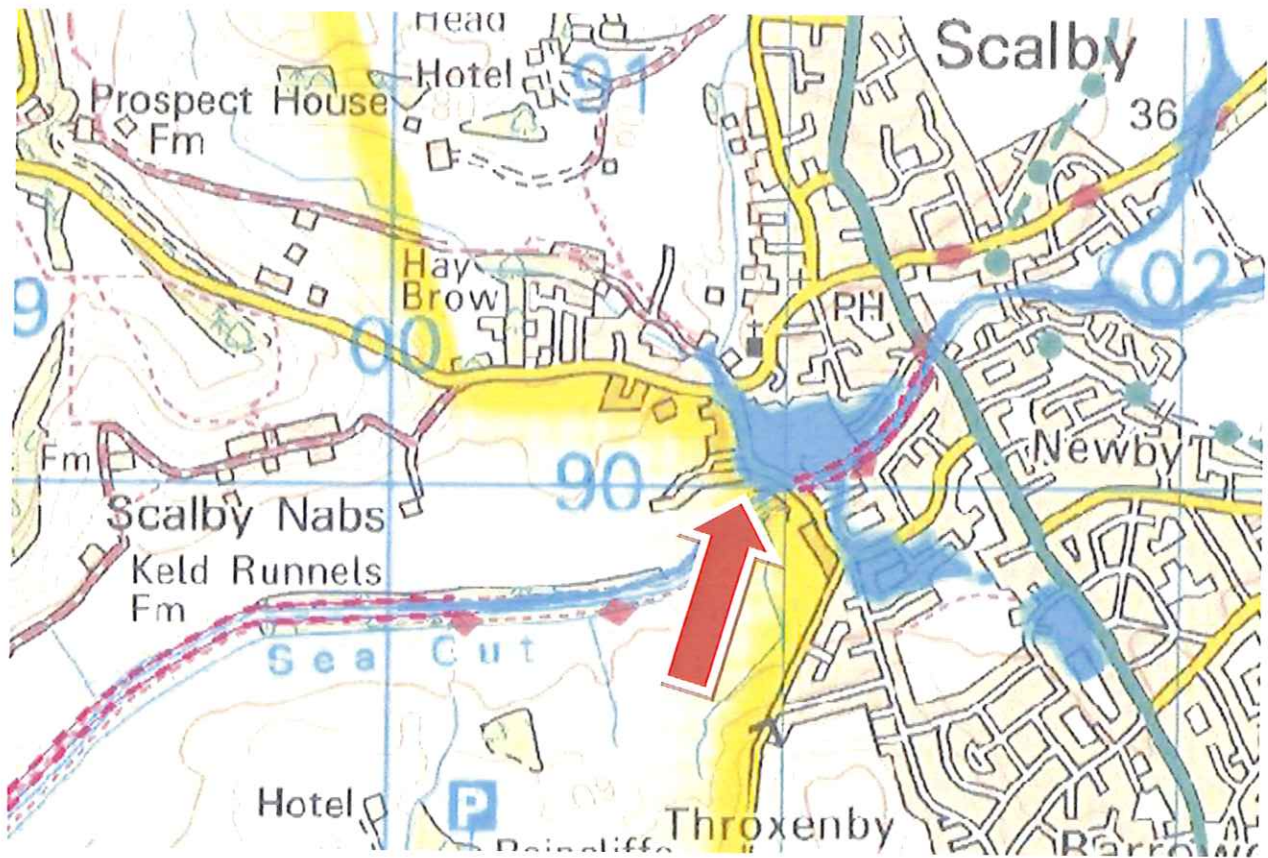 Head
Scalby
Hotel
91
Prospect House
Fm
36
Hay
Brow
02
9
00
PH
Fm
90
Newby
Scalby Nabs
Keld Runnels
Fm
Sea Cut
Hotel
P
Throxenby